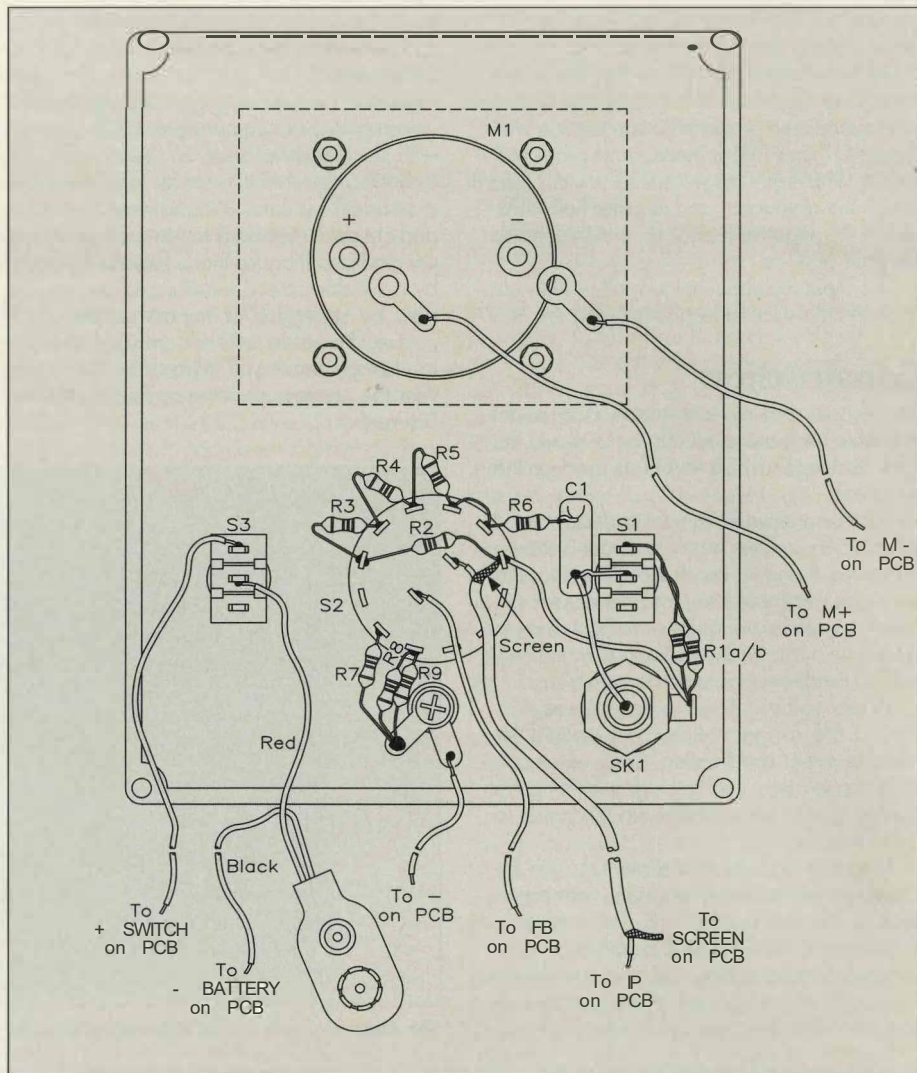 M1
+
R5
R4
R3
R6
C1
R2
S3
S1
S2
Screen
R1a/b
R7
R8
R9
SK1
To M -
on PCB
To M+
on PCB
Red
Black
To
+ SWITCH
on PCB
To
- BATTERY
on PCB
To -
on PCB
To FB
on PCB
To
SCREEN
on PCB
To IP
on PCB